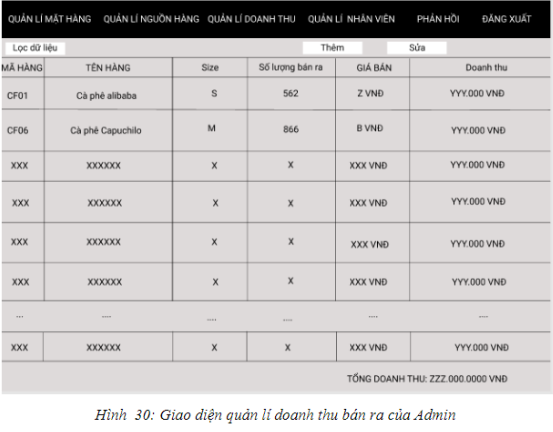 QUẢN LÍ MẶT HÀNG QUẢN LÍ NGUỒN HÀNG QUẢN LÍ DOANH THU QUẢN LÍ NHÂN VIÊN PHẢN HỒI ĐĂNG XUẤT
Lọc dữ liệu Thêm Sửa
MÃ HÀNG TÊN HÀNG Size Số lượng bán ra GIÁ BÁN Doanh thu
CF01 Cà phê alibaba S 562 Z VNĐ YYY.000 VNĐ
CF06 Cà phê Capuchilo M 866 B VNĐ YYY.000 VNĐ
XXX XXXXXX X X XXX VNĐ YYY.000 VNĐ
XXX XXXXXX X X XXX VNĐ YYY.000 VNĐ
XXX XXXXXX X X XXX VNĐ YYY.000 VNĐ
XXX XXXXXX X X XXX VNĐ YYY.000 VNĐ
... .... .... .... .... ....
XXX XXXXXX X X XXX VNĐ YYY.000 VNĐ
TỔNG DOANH THU: ZZZ.000.0000 VNĐ
Hình 30: Giao diện quản lí doanh thu bán ra của Admin